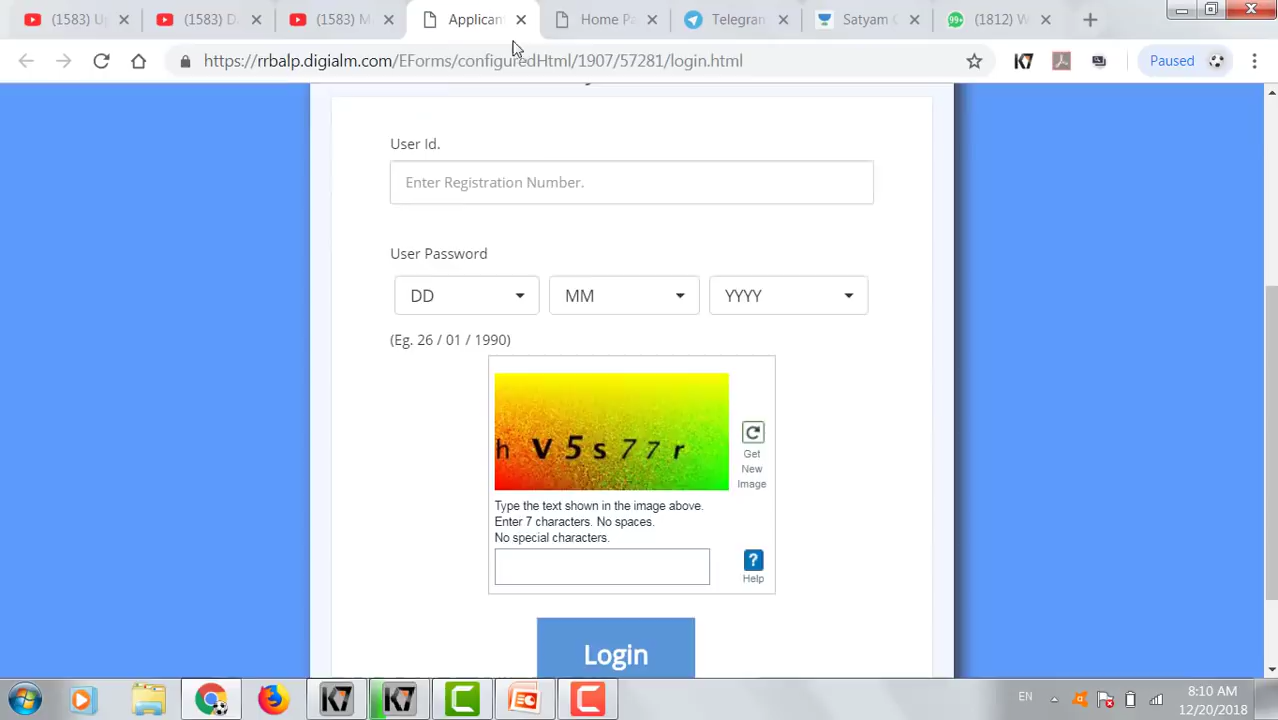 (1583) U
(1583) D
(1583) M
Applican
Home Pa
Telegran
Satyam
(1812) W
https://rrbalp.digialm.com/EForms/configuredHtml/1907/57281/login.html
K7
Paused
User Id.
Enter Registration Number.
User Password
DD
MM
YYYY
(Eg. 26 / 01 / 1990)
h v 5 s 7 7 r
Get
New
Image
Type the text shown in the image above.
Enter 7 characters. No spaces.
No special characters.
?
Help
Login
K7
K7
EN
8:10 AM
12/20/2018